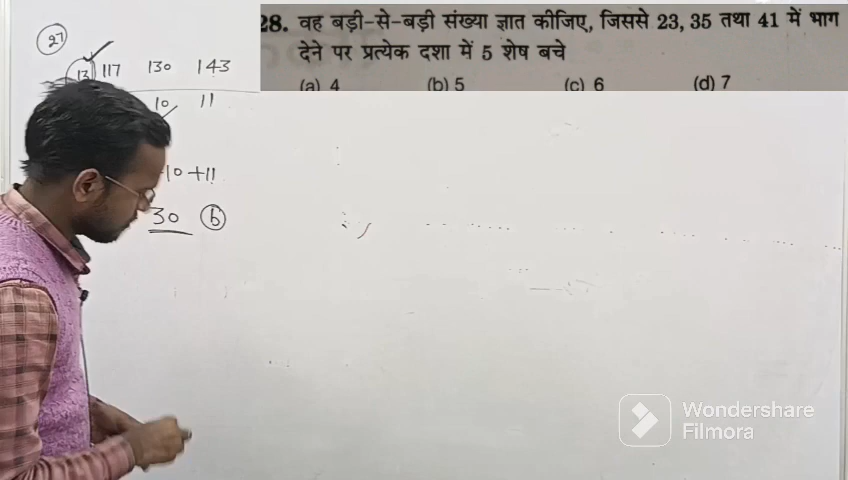 28. वह बड़ी-से-बड़ी संख्या ज्ञात कीजिए, जिससे 23, 35 तथा 41 में भाग
देने पर प्रत्येक दशा में 5 शेष बचे
(a) 4 (b) 5 (c) 6 (d) 7
27
13 117 130 143
10 11
10 + 11
30 b
Wondershare
Filmora